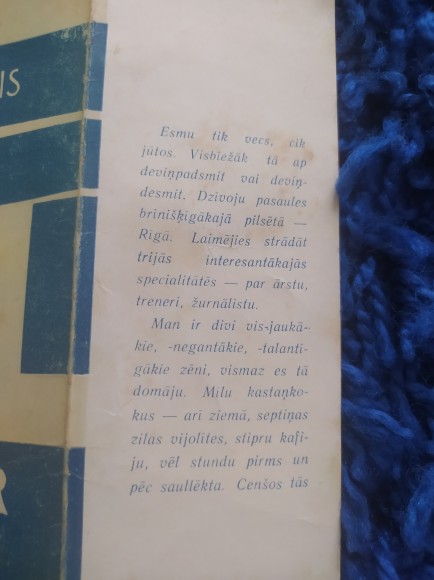 IS
R
Esmu tik vecs, cik
jūtos. Visbiežāk tā ap
deviņpadsmit vai deviņ-
desmit. Dzīvoju pasaules
brīnišķīgākajā pilsētā —
Rīgā. Laimējies strādāt
trijās interesantākajās
specialitātēs — par ārstu,
treneri, žurnālistu.
Man ir divi vis-jaukā-
kie, -negantākie, -talantī-
gākie zēni, vismaz es tā
domāju. Mīlu kastaņko-
kus — arī ziemā, septiņas
zilas vijolītes, stipru kafi-
ju, vēl stundu pirms un
pēc saullēkta. Cenšos tās